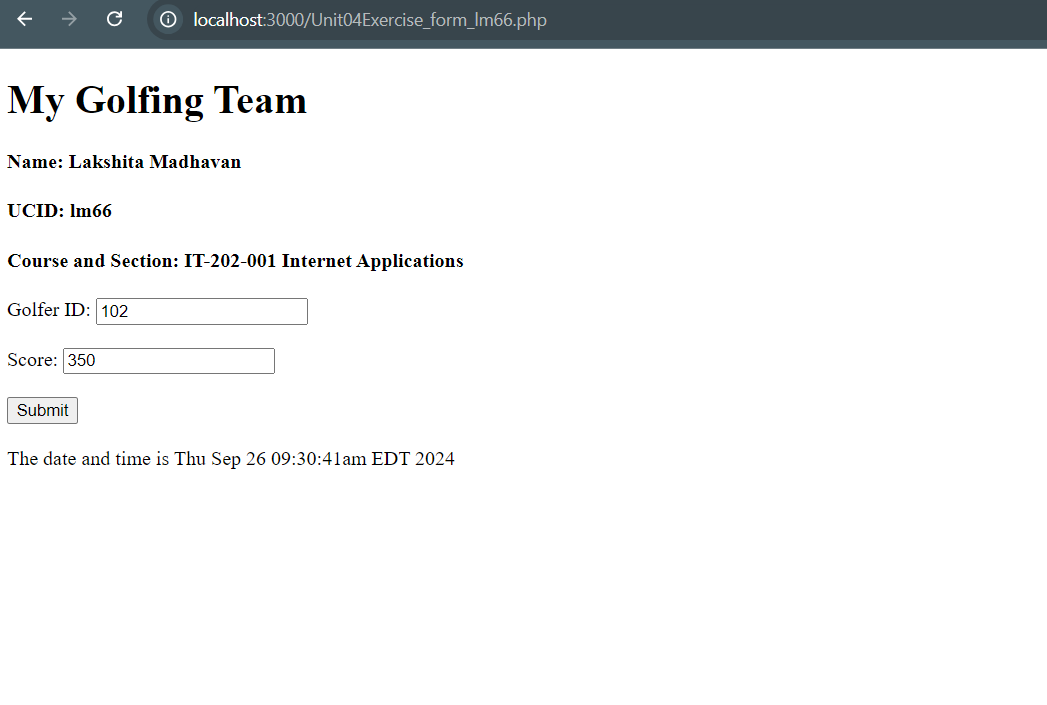 localhost:3000/Unit04Exercise_form_lm66.php
My Golfing Team
Name: Lakshita Madhavan
UCID: lm66
Course and Section: IT-202-001 Internet Applications
Golfer ID: 102
Score: 350
Submit
The date and time is Thu Sep 26 09:30:41am EDT 2024